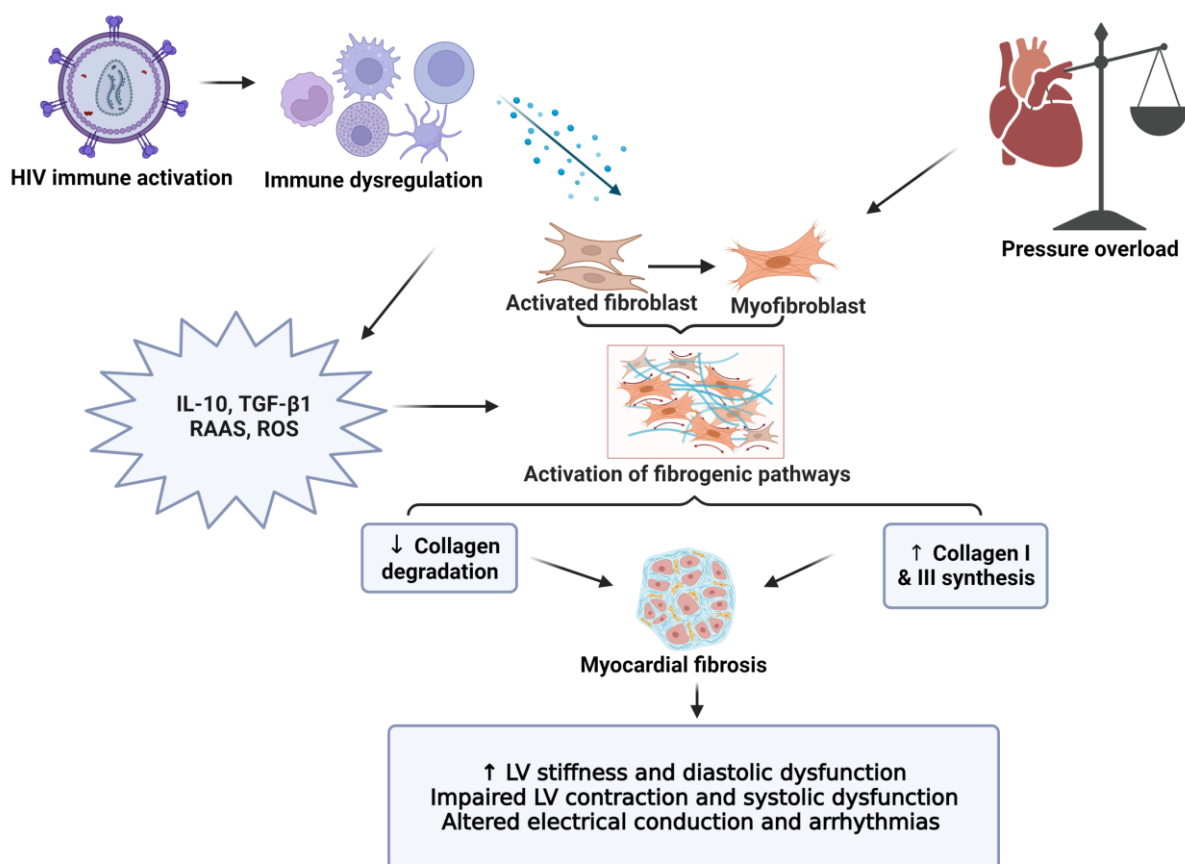 HIV immune activation
Immune dysregulation
Pressure overload
Activated fibroblast
Myofibroblast
IL-10, TGF-β1
RAAS, ROS
Activation of fibrogenic pathways
↓ Collagen
degradation
↑ Collagen I
& III synthesis
Myocardial fibrosis
↑ LV stiffness and diastolic dysfunction
Impaired LV contraction and systolic dysfunction
Altered electrical conduction and arrhythmias